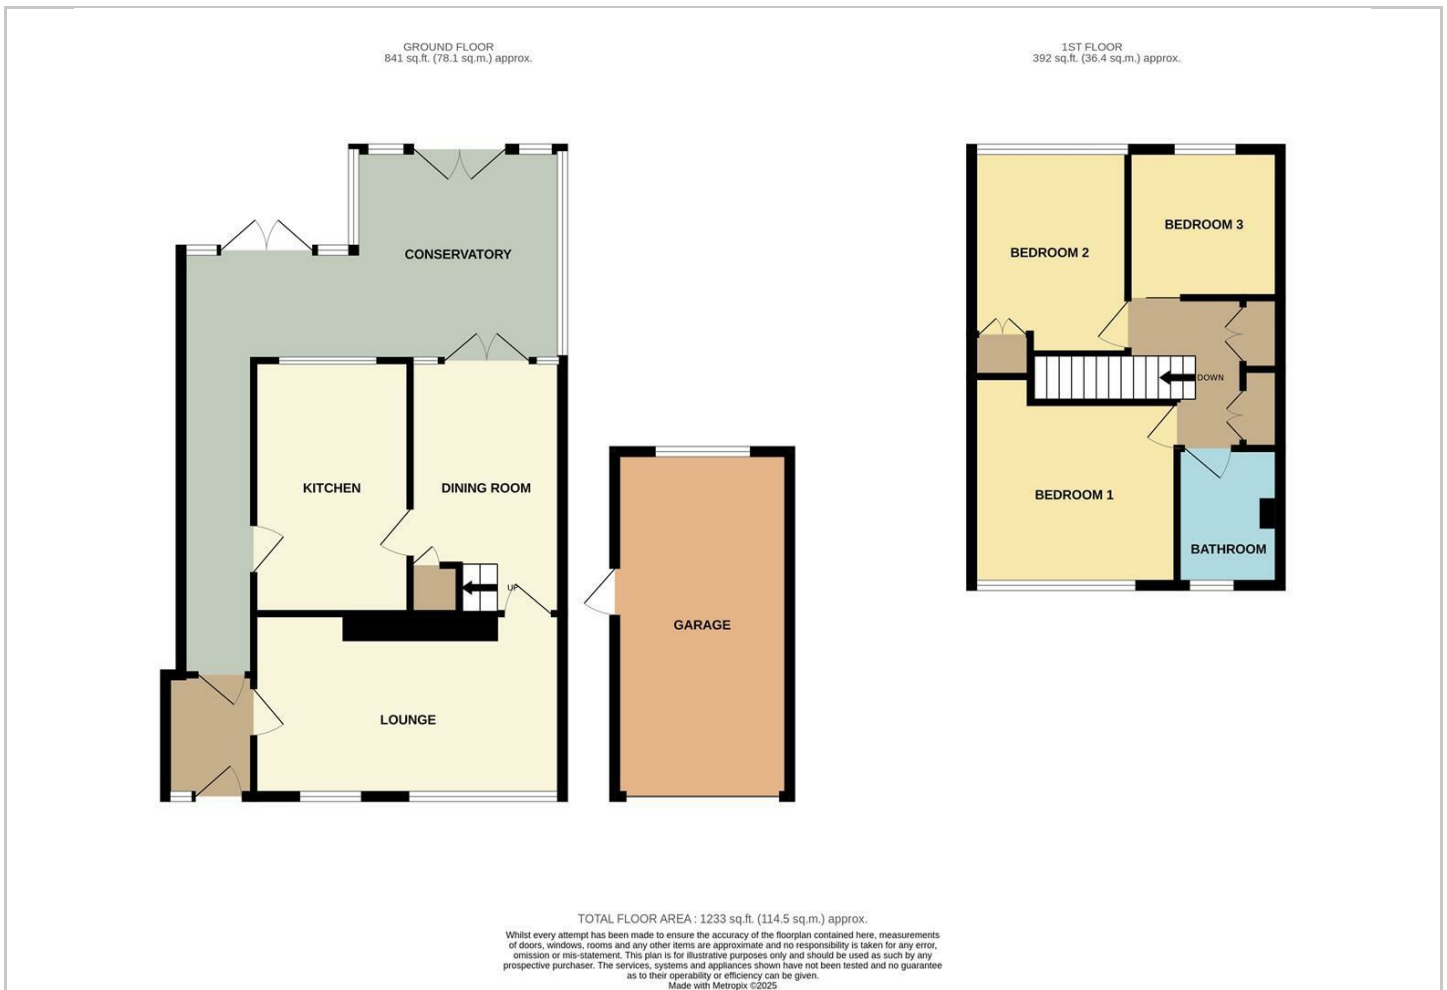 GROUND FLOOR
841 sq.ft. (78.1 sq.m.) approx.
1ST FLOOR
392 sq.ft. (36.4 sq.m.) approx.
CONSERVATORY
KITCHEN
DINING ROOM
UP
LOUNGE
GARAGE
BEDROOM 2
BEDROOM 3
DOWN
BEDROOM 1
BATHROOM
TOTAL FLOOR AREA : 1233 sq.ft. (114.5 sq.m.) approx.
Whilst every attempt has been made to ensure the accuracy of the floorplan contained here, measurements
of doors, windows, rooms and any other items are approximate and no responsibility is taken for any error,
omission or mis-statement. This plan is for illustrative purposes only and should be used as such by any
prospective purchaser. The services, systems and appliances shown have not been tested and no guarantee
as to their operability or efficiency can be given.
Made with Metropix ©2025